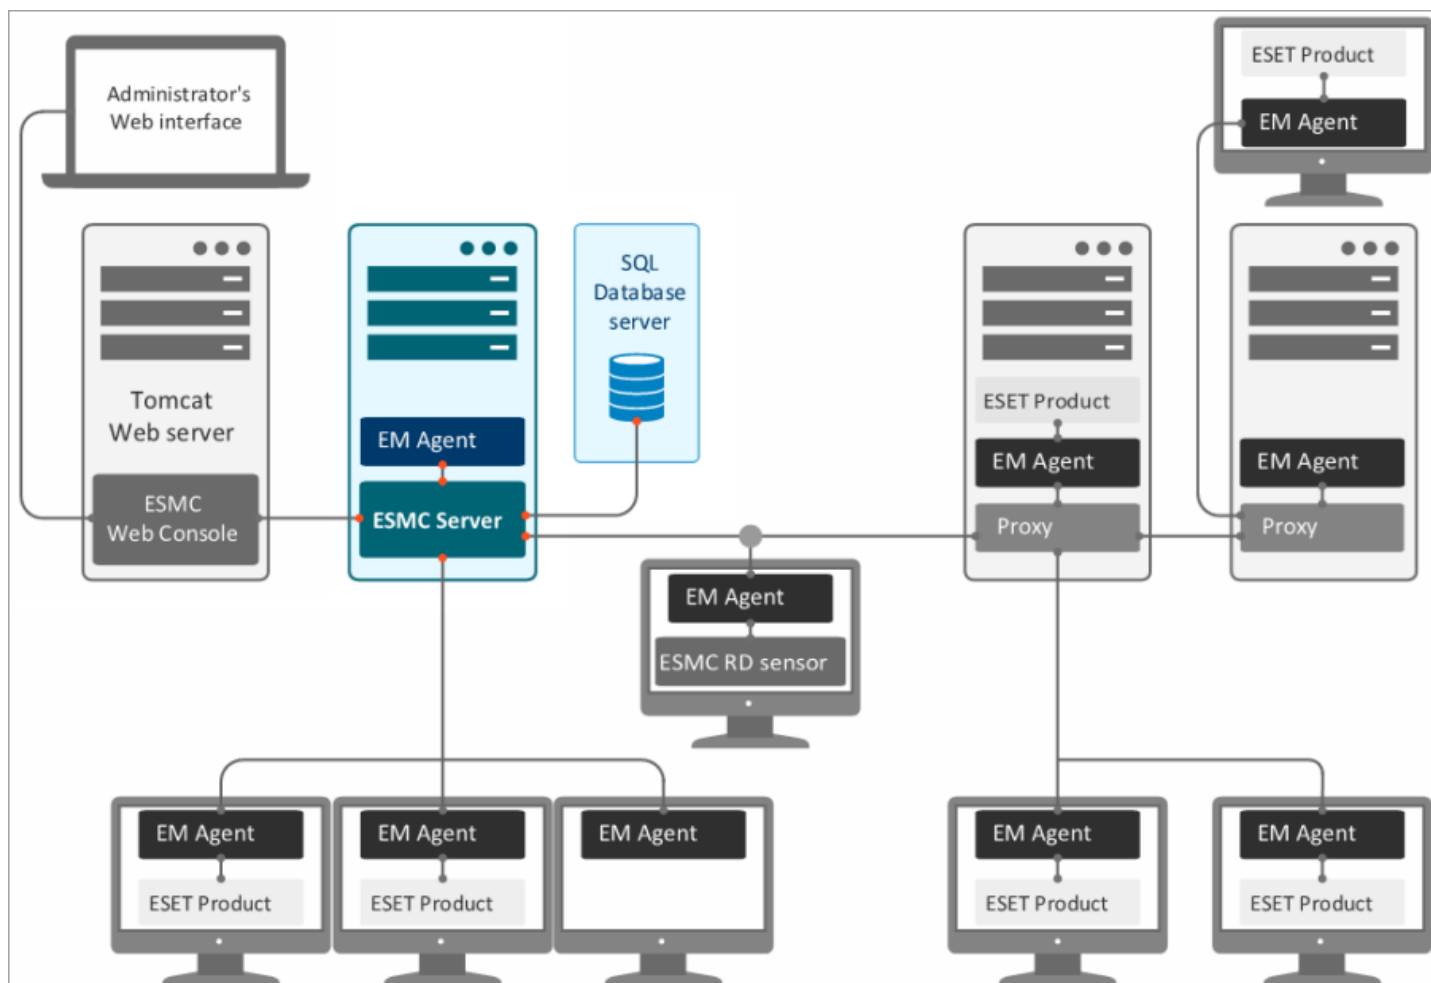 Administrator's
Web interface
ESET Product
EM Agent
Tomcat
Web server
ESMC
Web Console
EM Agent
ESMC Server
SQL
Database
server
ESET Product
EM Agent
Proxy
EM Agent
Proxy
EM Agent
ESMC RD sensor
EM Agent
ESET Product
EM Agent
ESET Product
EM Agent
EM Agent
ESET Product
EM Agent
ESET Product